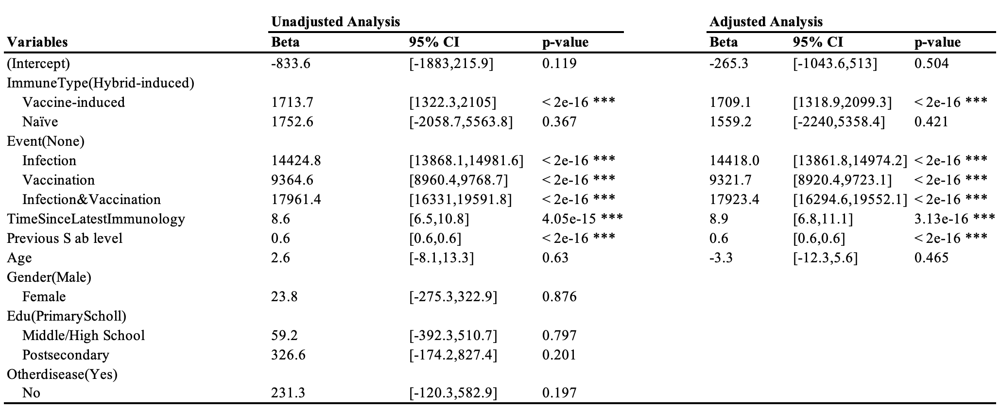 Unadjusted Analysis Adjusted Analysis
Variables Beta 95% CI p-value Beta 95% CI p-value
(Intercept) -833.6 [-1883,215.9] 0.119 -265.3 [-1043.6,513] 0.504
ImmuneType(Hybrid-induced)
Vaccine-induced 1713.7 [1322.3,2105] < 2e-16 *** 1709.1 [1318.9,2099.3] < 2e-16 ***
Naïve 1752.6 [-2058.7,5563.8] 0.367 1559.2 [-2240,5358.4] 0.421
Event(None)
Infection 14424.8 [13868.1,14981.6] < 2e-16 *** 14418.0 [13861.8,14974.2] < 2e-16 ***
Vaccination 9364.6 [8960.4,9768.7] < 2e-16 *** 9321.7 [8920.4,9723.1] < 2e-16 ***
Infection&Vaccination 17961.4 [16331,19591.8] < 2e-16 *** 17923.4 [16294.6,19552.1] < 2e-16 ***
TimeSinceLatestImmunology 8.6 [6.5,10.8] 4.05e-15 *** 8.9 [6.8,11.1] 3.13e-16 ***
Previous S ab level 0.6 [0.6,0.6] < 2e-16 *** 0.6 [0.6,0.6] < 2e-16 ***
Age 2.6 [-8.1,13.3] 0.63 -3.3 [-12.3,5.6] 0.465
Gender(Male)
Female 23.8 [-275.3,322.9] 0.876
Edu(PrimaryScholl)
Middle/High School 59.2 [-392.3,510.7] 0.797
Postsecondary 326.6 [-174.2,827.4] 0.201
Otherdisease(Yes)
No 231.3 [-120.3,582.9] 0.197